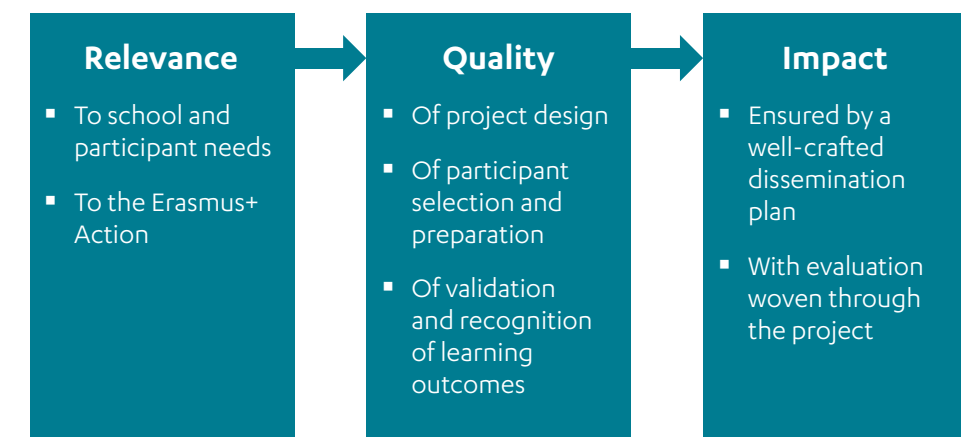 Relevance
▪ To school and
participant needs
▪ To the Erasmus+
Action
Quality
▪ Of project design
▪ Of participant
selection and
preparation
▪ Of validation
and recognition
of learning
outcomes
Impact
▪ Ensured by a
well-crafted
dissemination
plan
▪ With evaluation
woven through
the project